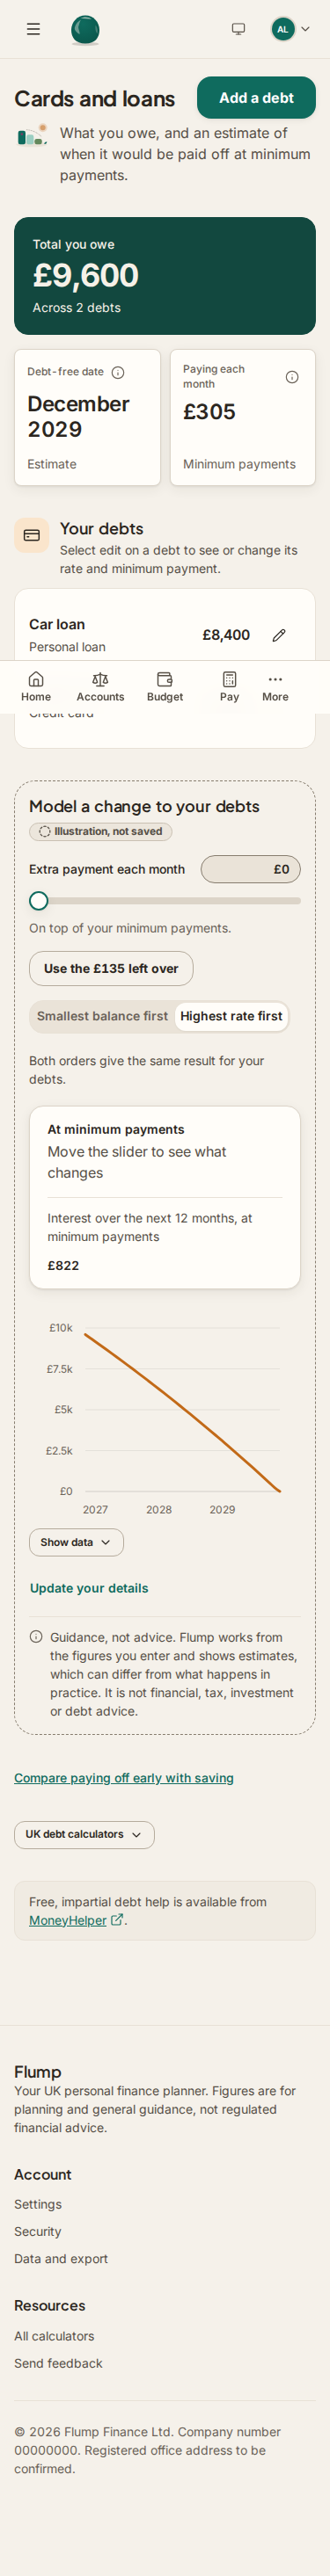 AL
Cards and loans
Add a debt
What you owe, and an estimate of
when it would be paid off at minimum
payments.
Total you owe
£9,600
Across 2 debts
Debt-free date
December
2029
Estimate
Paying each
month
£305
Minimum payments
Your debts
Select edit on a debt to see or change its
rate and minimum payment.
Car loan
Personal loan
£8,400
Home
Accounts
Budget
Pay
More
Credit card
Model a change to your debts
Illustration, not saved
Extra payment each month
£0
On top of your minimum payments.
Use the £135 left over
Smallest balance first
Highest rate first
Both orders give the same result for your
debts.
At minimum payments
Move the slider to see what
changes
Interest over the next 12 months, at
minimum payments
£822
£10k
£7.5k
£5k
£2.5k
£0
2027
2028
2029
Show data
Update your details
Guidance, not advice. Flump works from
the figures you enter and shows estimates,
which can differ from what happens in
practice. It is not financial, tax, investment
or debt advice.
Compare paying off early with saving
UK debt calculators
Free, impartial debt help is available from
MoneyHelper.
Flump
Your UK personal finance planner. Figures are for
planning and general guidance, not regulated
financial advice.
Account
Settings
Security
Data and export
Resources
All calculators
Send feedback
© 2026 Flump Finance Ltd. Company number
00000000. Registered office address to be
confirmed.